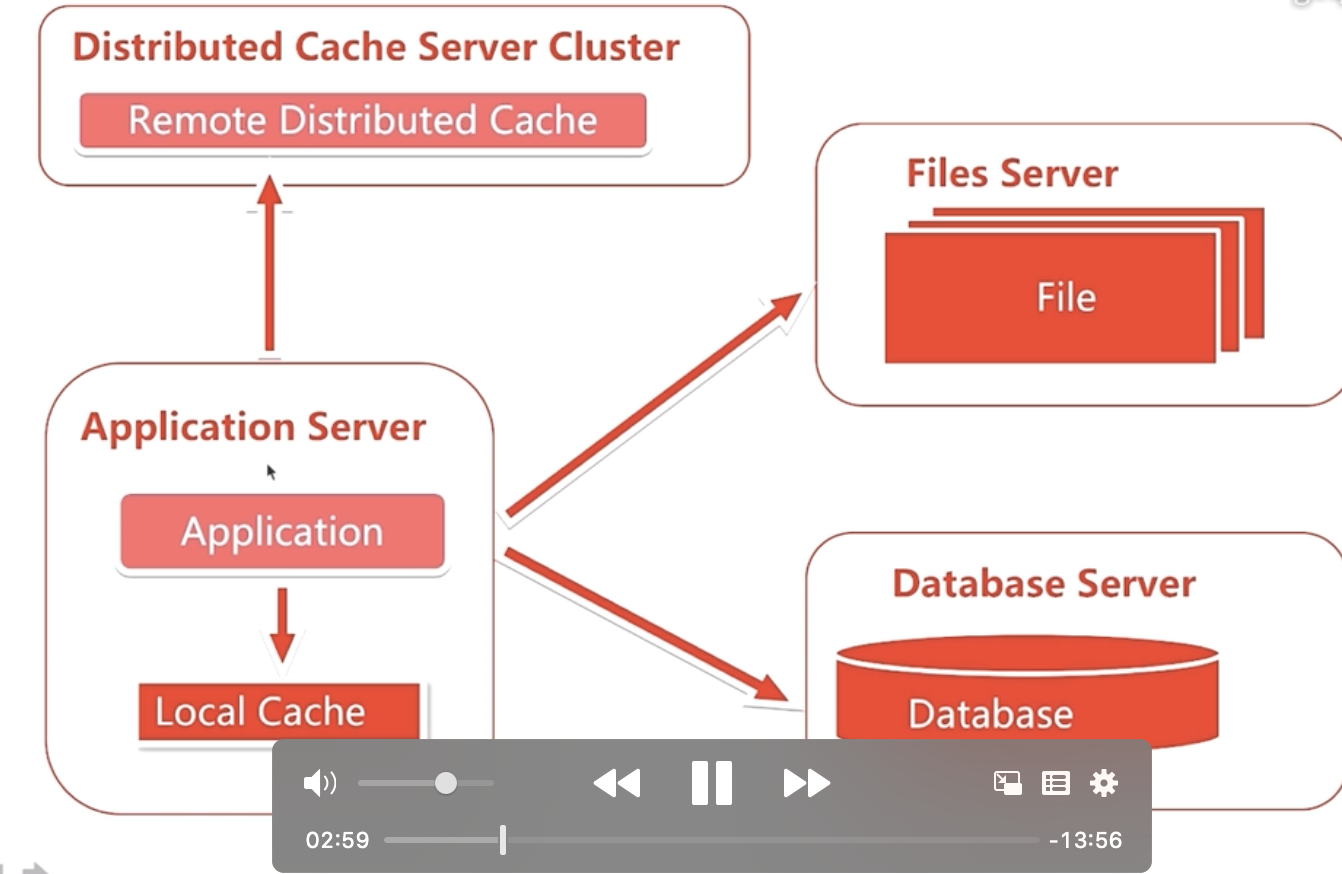 Distributed Cache Server Cluster
Remote Distributed Cache
Files Server
File
Application Server
Application
Local Cache
Database Server
Database
02:59
-13:56